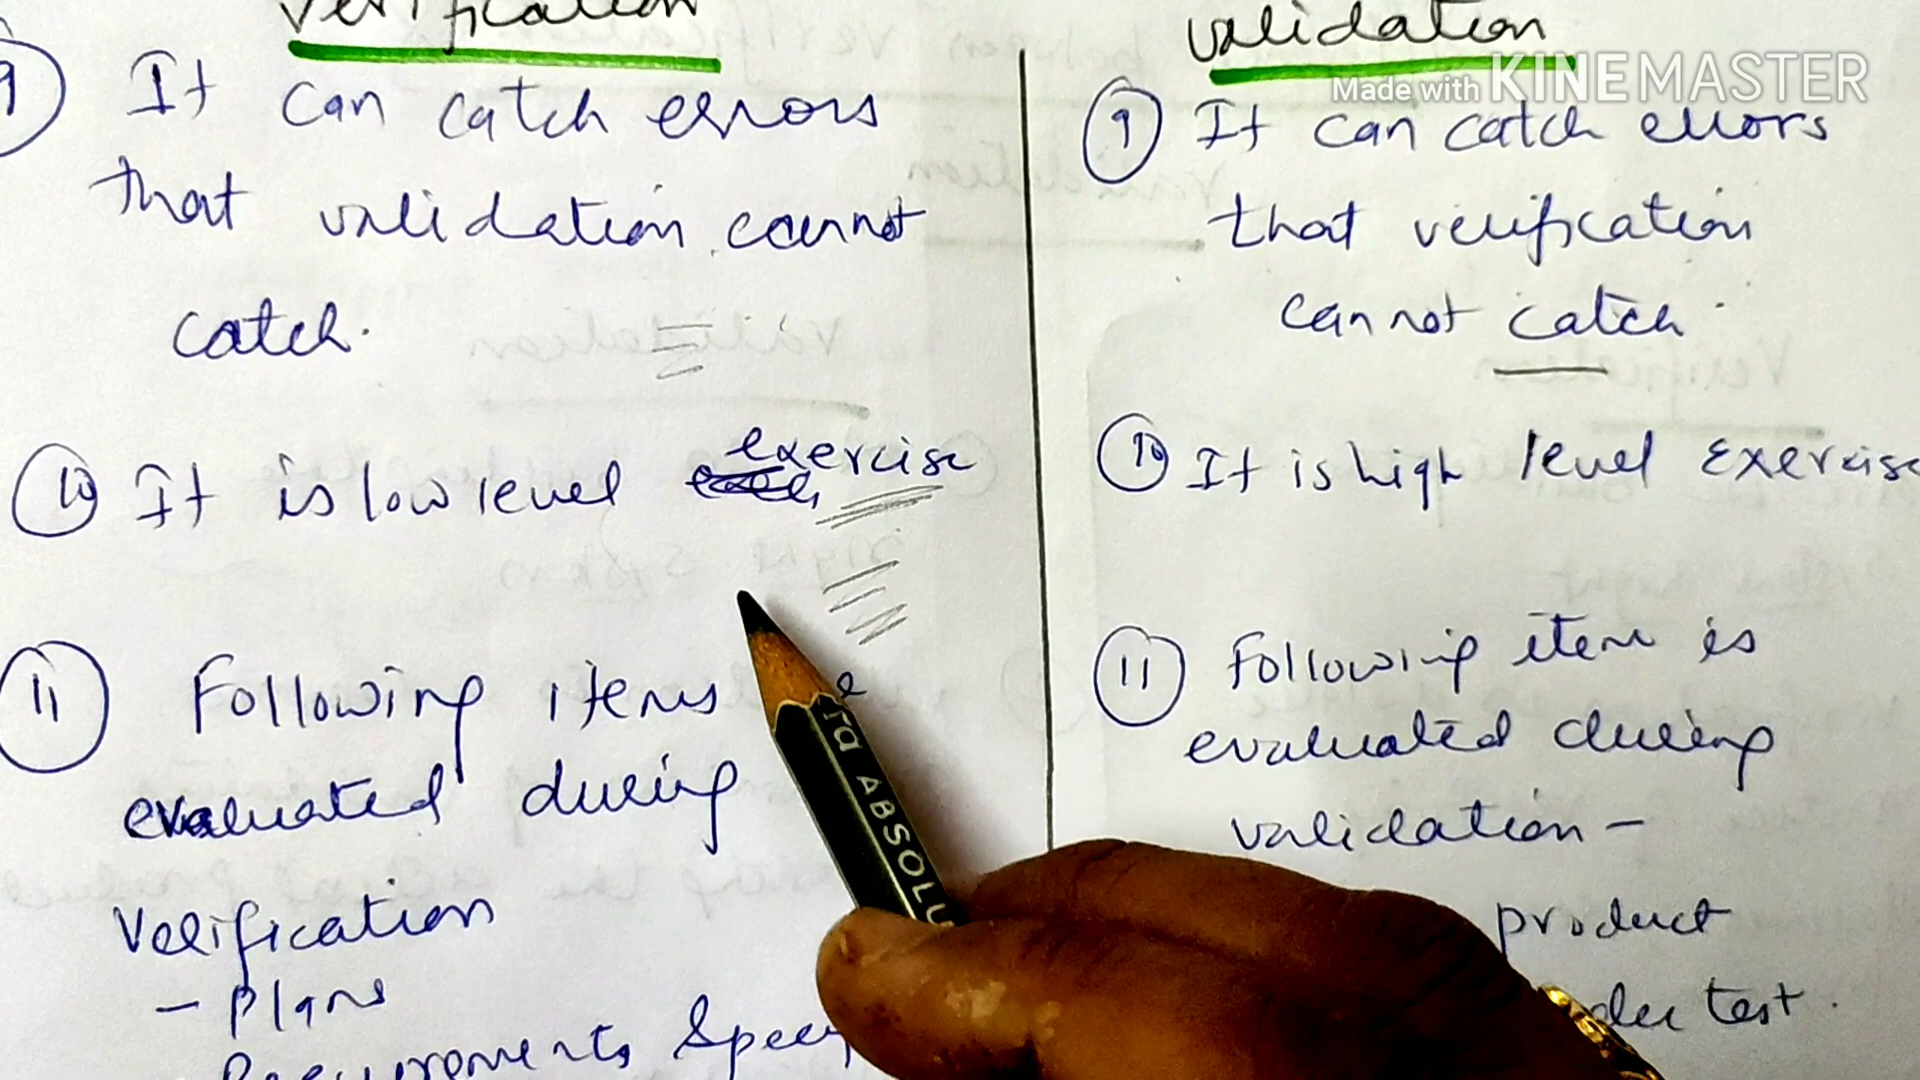 verification
9 It can catch errors
that validation cannot
catch.
10 It is low level exercise
11 Following items
evaluated during
Verification
- Plans
Requirements
validation
Made with KINEMASTER
9 It can catch errors
that verification
cannot catch.
10 It is high level exercise
11 Following item is
evaluated during
validation -
product
test.
ABSOLU